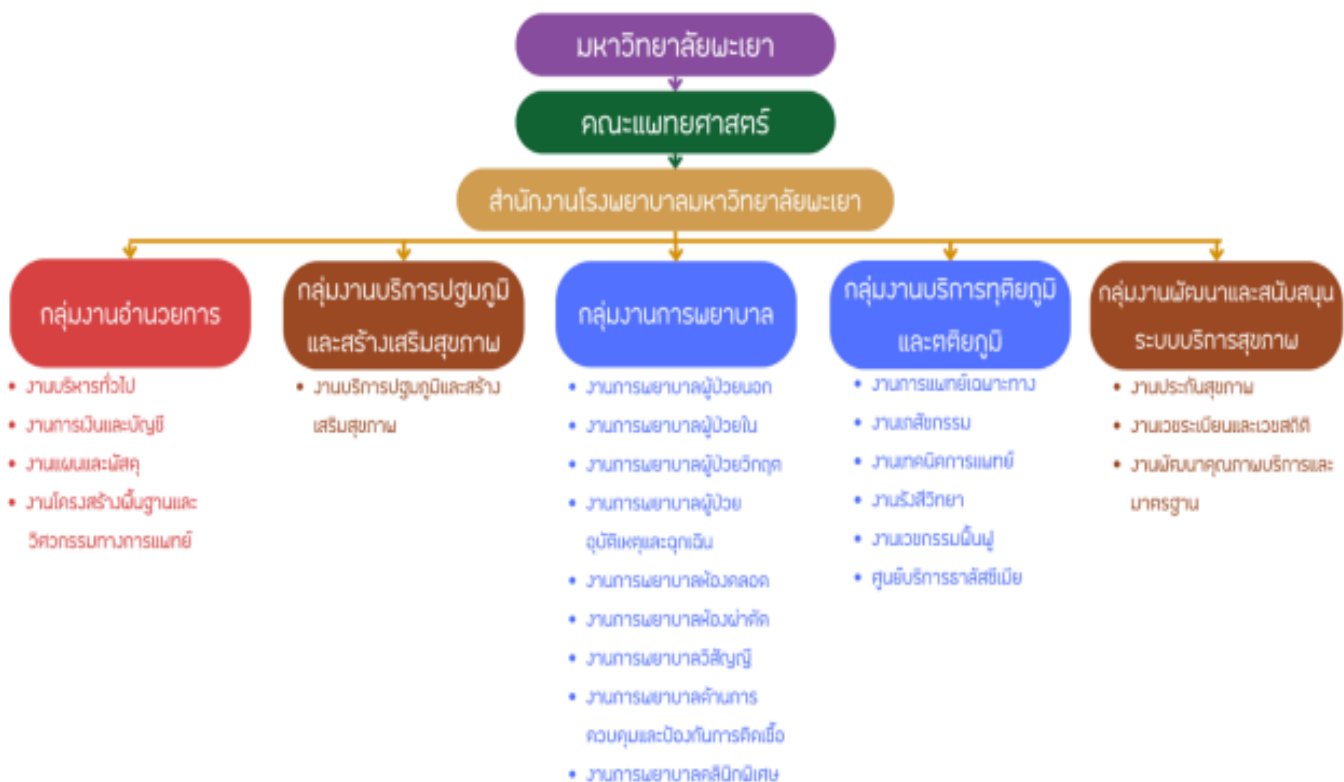 มหาวิทยาลัยพะเยา
คณะแพทยศาสตร์
สำนักงานโรงพยาบาลมหาวิทยาลัยพะเยา
กลุ่มงานอำนวยการ
• งานบริหารทั่วไป
• งานการเงินและบัญชี
• งานแผนและพัสดุ
• งานโครงสร้างพื้นฐานและ
วิศวกรรมทางการแพทย์
กลุ่มงานบริการปฐมภูมิ
และสร้างเสริมสุขภาพ
• งานบริการปฐมภูมิและสร้าง
เสริมสุขภาพ
กลุ่มงานการพยาบาล
• งานการพยาบาลผู้ป่วยนอก
• งานการพยาบาลผู้ป่วยใน
• งานการพยาบาลผู้ป่วยวิกฤต
• งานการพยาบาลผู้ป่วย
อุบัติเหตุและฉุกเฉิน
• งานการพยาบาลห้องคลอด
• งานการพยาบาลห้องผ่าตัด
• งานการพยาบาลวิสัญญี
• งานการพยาบาลด้านการ
ควบคุมและป้องกันการติดเชื้อ
• งานการพยาบาลคลินิกพิเศษ
กลุ่มงานบริการทุติยภูมิ
และตติยภูมิ
• งานการแพทย์เฉพาะทาง
• งานเภสัชกรรม
• งานเทคนิคการแพทย์
• งานรังสีวิทยา
• งานเวชกรรมฟื้นฟู
• ศูนย์บริการธาลัสซีเมีย
กลุ่มงานพัฒนาและสนับสนุน
ระบบบริการสุขภาพ
• งานประกันสุขภาพ
• งานเวชระเบียนและเวชสถิติ
• งานพัฒนาคุณภาพบริการและ
มาตรฐาน